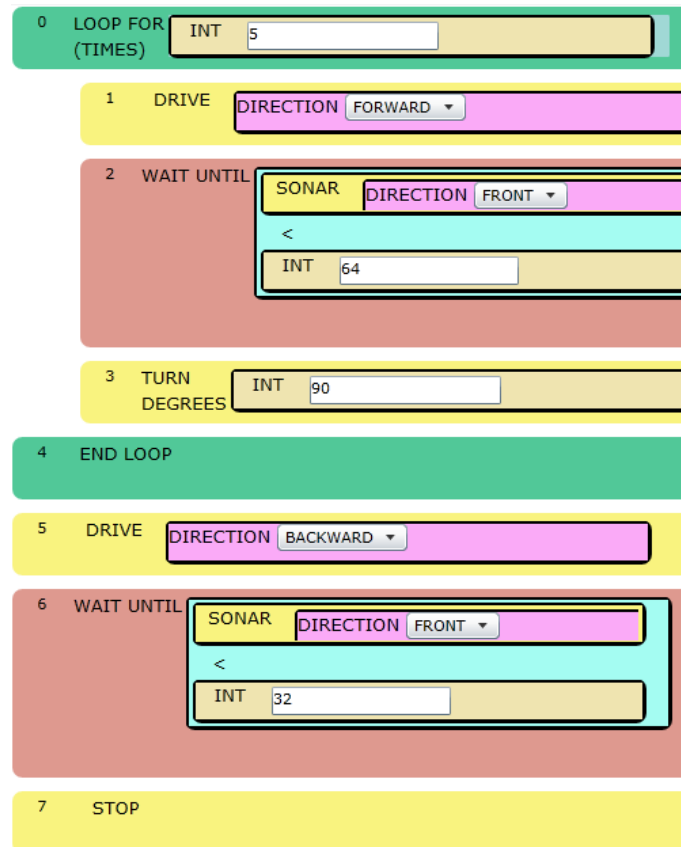 0 LOOP FOR (TIMES) INT 5
1 DRIVE DIRECTION FORWARD
2 WAIT UNTIL SONAR DIRECTION FRONT
<
INT 64
3 TURN DEGREES INT 90
4 END LOOP
5 DRIVE DIRECTION BACKWARD
6 WAIT UNTIL SONAR DIRECTION FRONT
<
INT 32
7 STOP